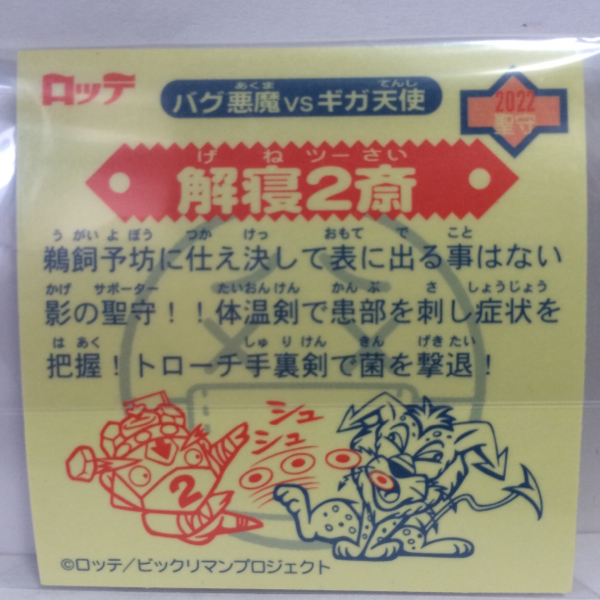 ロッテ
あくま てんし
バグ悪魔vsギガ天使
2022
聖守
げ ね ツー さい
解寝2斎
う がい よ ぼう つか けっ おもて で こと
鵜飼予坊に仕え決して表に出る事はない
かげ サポーター たいおんけん かん ぶ さ しょうじょう
影の聖守！！体温剣で患部を刺し症状を
は あく しゅ り けん きん げきたい
把握！トローチ手裏剣で菌を撃退！
シュ
シュ
2
©ロッテ/ビックリマンプロジェクト